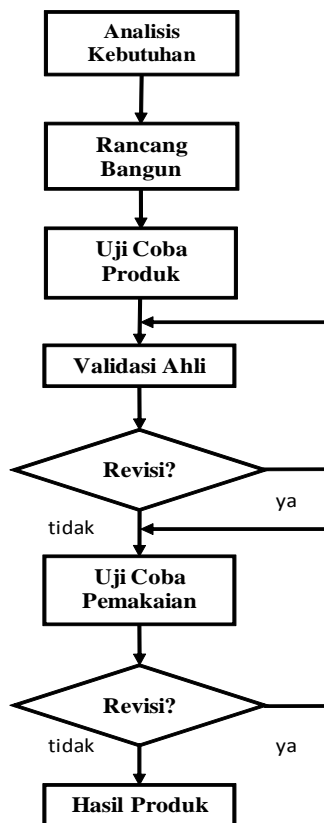 Analisis
Kebutuhan
Rancang
Bangun
Uji Coba
Produk
Validasi Ahli
Revisi?
ya
tidak
Uji Coba
Pemakaian
Revisi?
tidak
ya
Hasil Produk